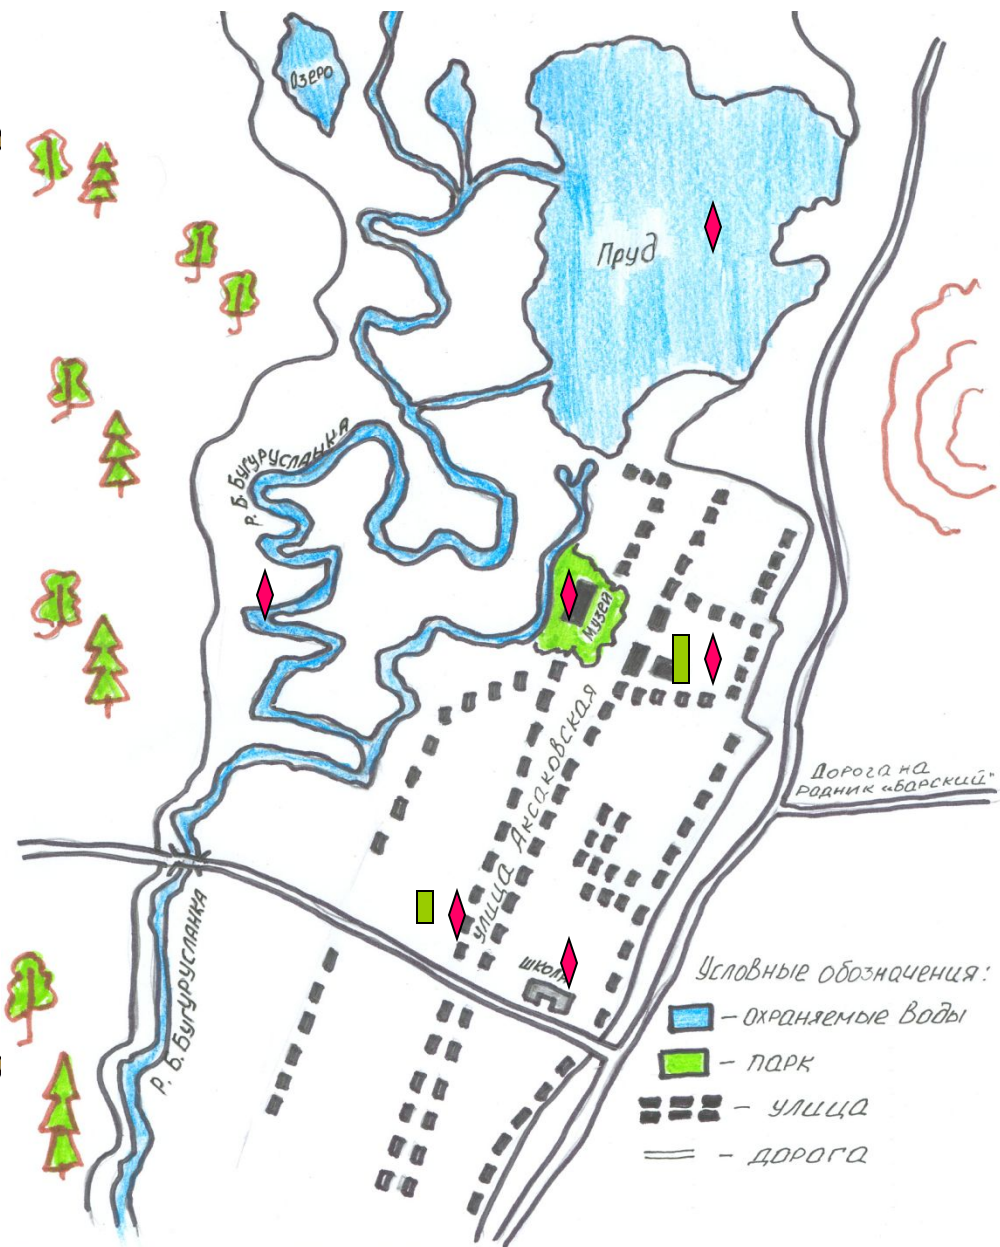 Озеро
Пруд
р. Б. Бугурусланка
музей
улица Аксаковская
Дорога на
родник "Барский"
школа
р. Б. Бугурусланка
Условные обозначения:
- охраняемые воды
- парк
- улица
- дорога